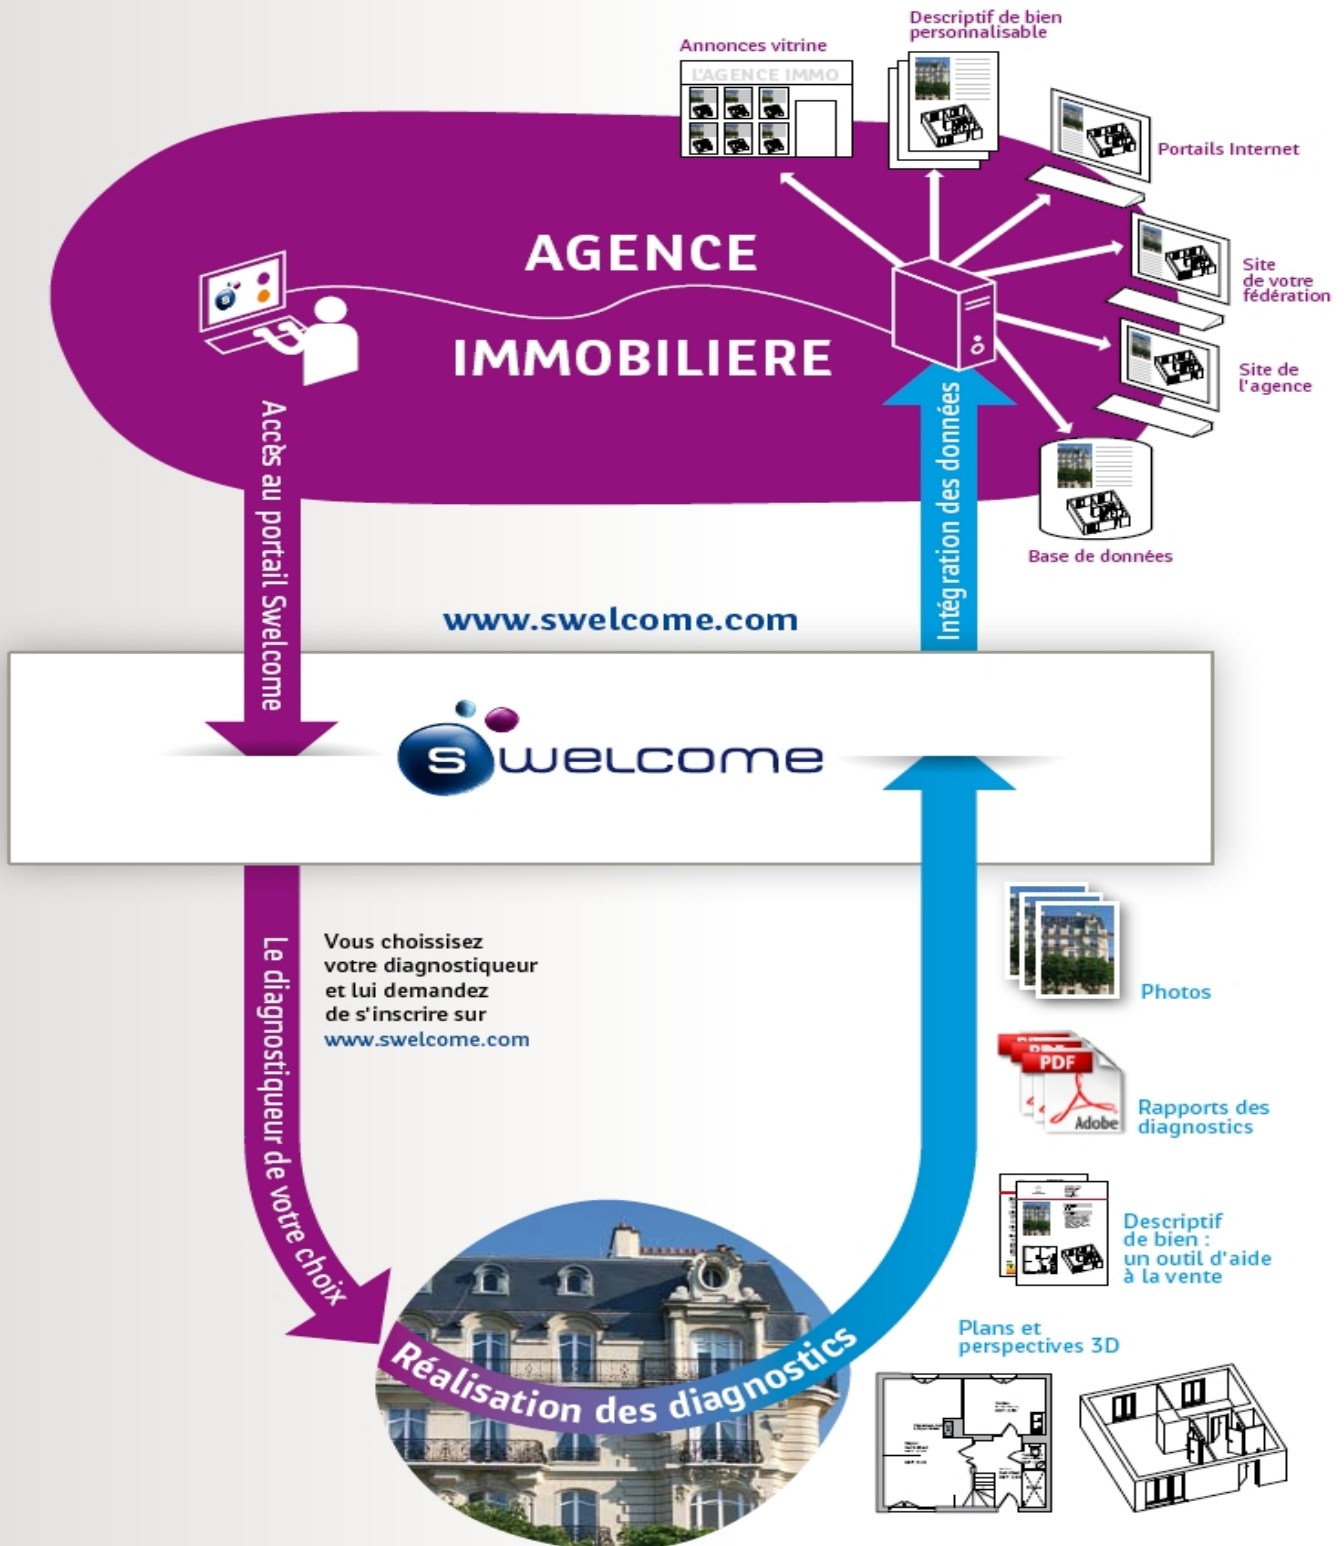 Descriptif de bien
personnalisable
Annonces vitrine
L'AGENCE IMMO
Portails Internet
AGENCE
IMMOBILIERE
Site
de votre
fédération
Site de
l'agence
Base de données
Accès au portail Swelcome
Intégration des données
www.swelcome.com
swelcome
Le diagnostiqueur de votre choix
Vous choissisez
votre diagnostiqueur
et lui demandez
de s'inscrire sur
www.swelcome.com
Photos
PDF
Adobe
Rapports des
diagnostics
Descriptif
de bien :
un outil d'aide
à la vente
Plans et
perspectives 3D
Réalisation des diagnostics